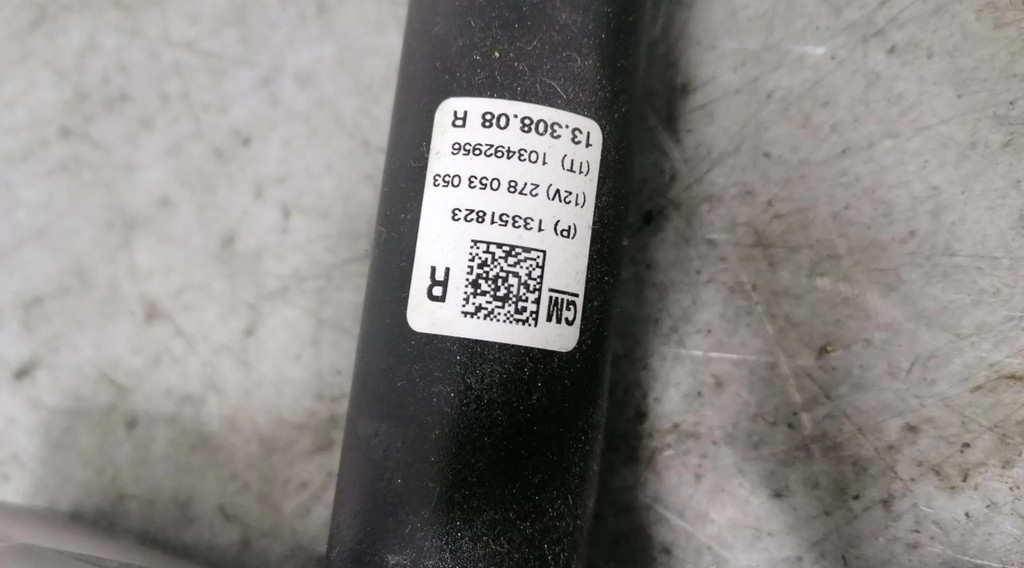 GM
R
(P) 13351823
(12V) 278 053 053
(1T) 103492956
13.308.08 R